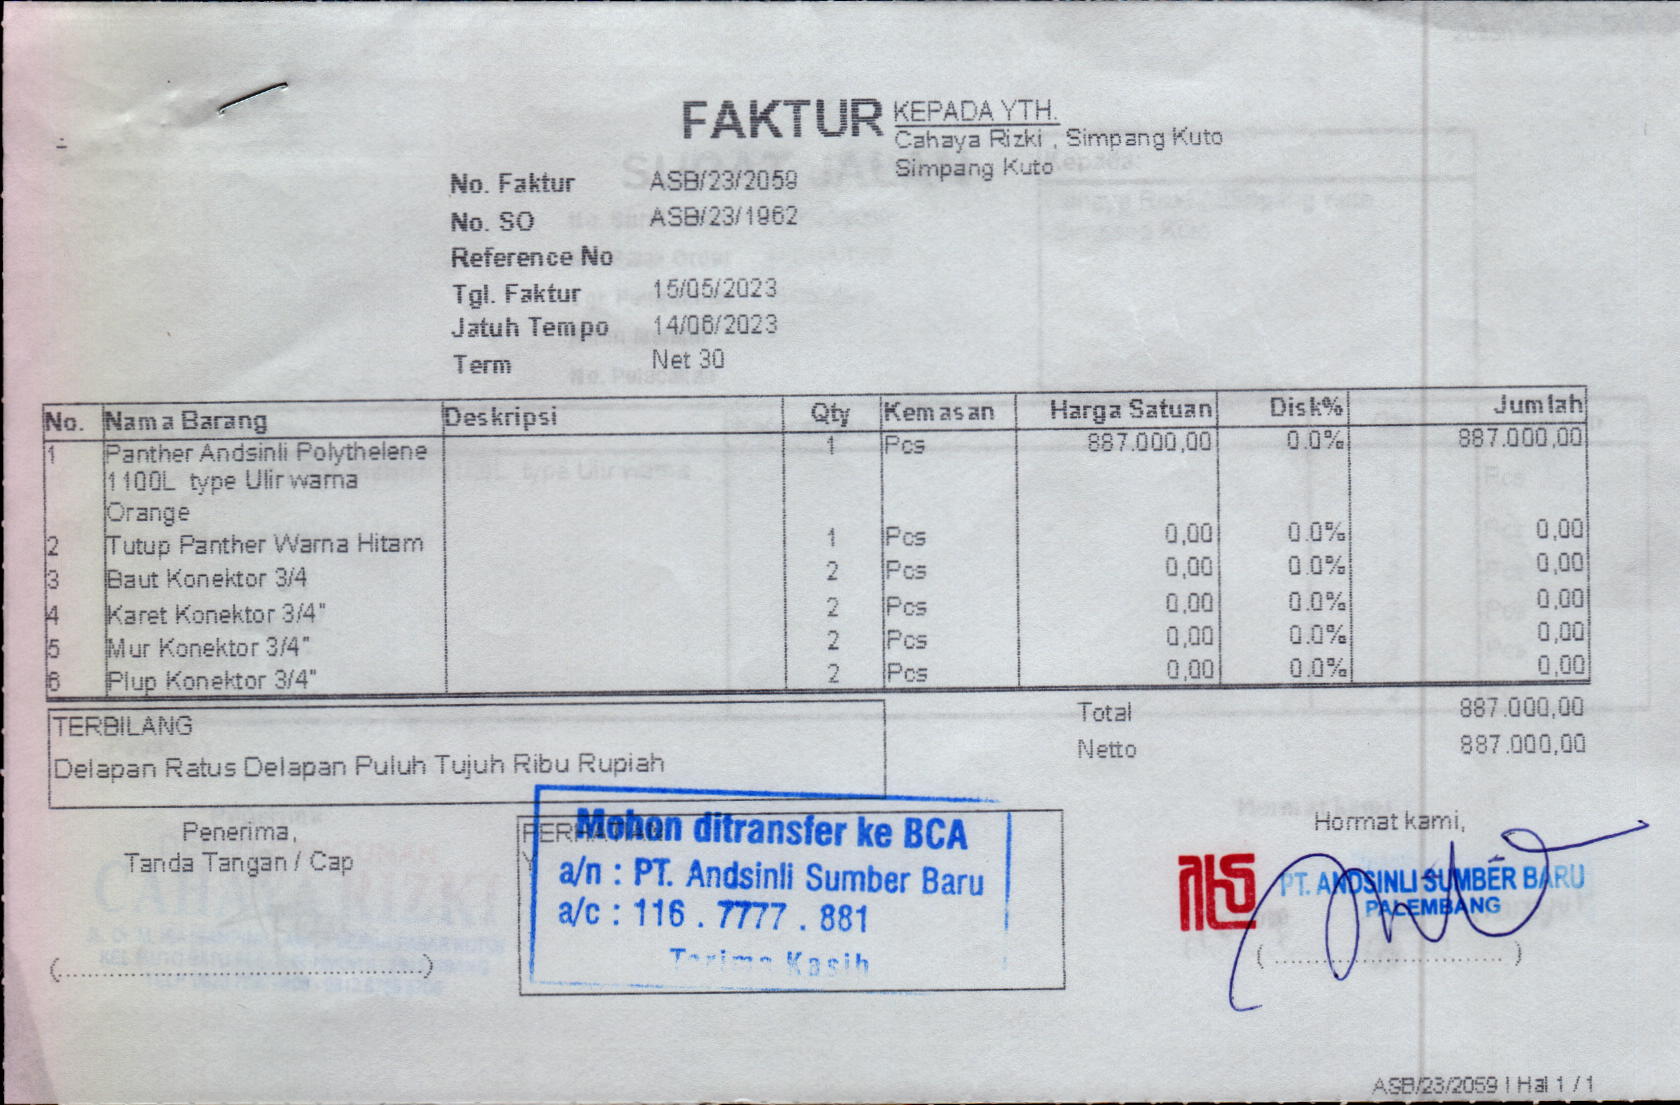 FAKTUR
KEPADA YTH.
Cahaya Rizki , Simpang Kuto
Simpang Kuto
No. Faktur ASB/23/2059
No. SO ASB/23/1962
Reference No
Tgl. Faktur 15/05/2023
Jatuh Tempo 14/06/2023
Term Net 30
No. Nama Barang Deskripsi Qty Kemasan Harga Satuan Disk% Jumlah
1 Panther Andsinli Polythelene 1 Pcs 887.000,00 0.0% 887.000,00
1100L type Ulir warna
Orange
2 Tutup Panther Warna Hitam 1 Pcs 0,00 0.0% 0,00
3 Baut Konektor 3/4 2 Pcs 0,00 0.0% 0,00
4 Karet Konektor 3/4" 2 Pcs 0,00 0.0% 0,00
5 Mur Konektor 3/4" 2 Pcs 0,00 0.0% 0,00
6 Plup Konektor 3/4" 2 Pcs 0,00 0.0% 0,00
Total 887.000,00
Netto 887.000,00
TERBILANG
Delapan Ratus Delapan Puluh Tujuh Ribu Rupiah
Penerima,
Tanda Tangan / Cap
(..........................................)
Mohon ditransfer ke BCA
a/n : PT. Andsinli Sumber Baru
a/c : 116 . 7777 . 881
Terima Kasih
Hormat kami,
PT. ANDSINLI SUMBER BARU
PALEMBANG
( .......................... )
ASB/23/2059 | Hal 1 / 1